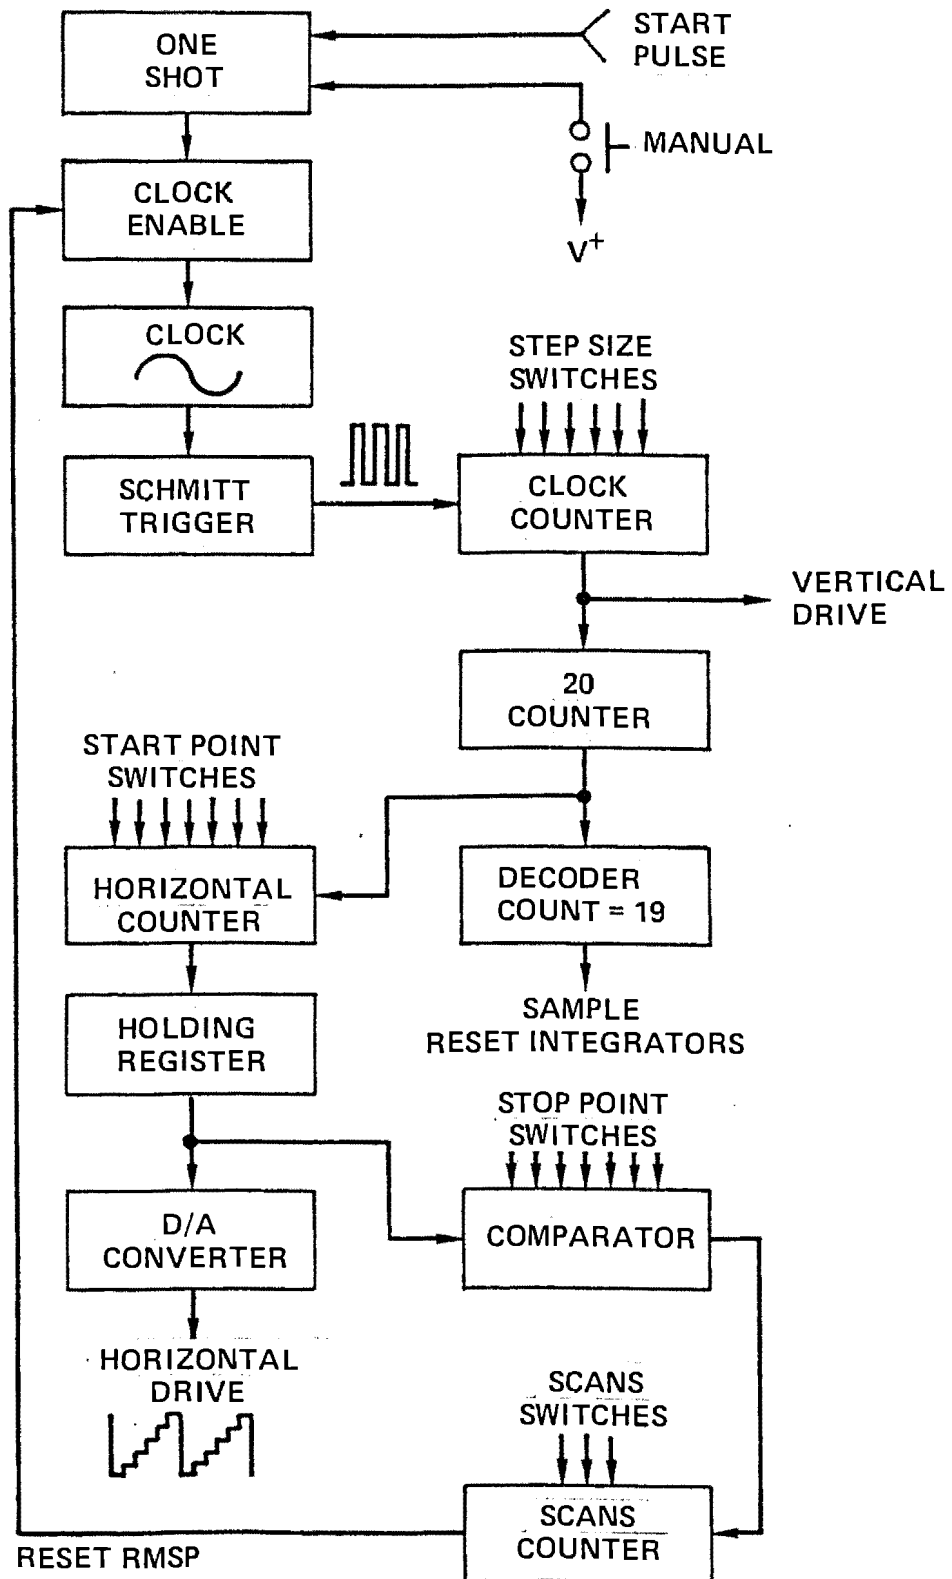 ONE
SHOT
START
PULSE
MANUAL
V+
CLOCK
ENABLE
CLOCK
STEP SIZE
SWITCHES
SCHMITT
TRIGGER
CLOCK
COUNTER
VERTICAL
DRIVE
20
COUNTER
START POINT
SWITCHES
HORIZONTAL
COUNTER
DECODER
COUNT = 19
SAMPLE
RESET INTEGRATORS
HOLDING
REGISTER
STOP POINT
SWITCHES
D/A
CONVERTER
COMPARATOR
HORIZONTAL
DRIVE
SCANS
SWITCHES
SCANS
COUNTER
RESET RMSP